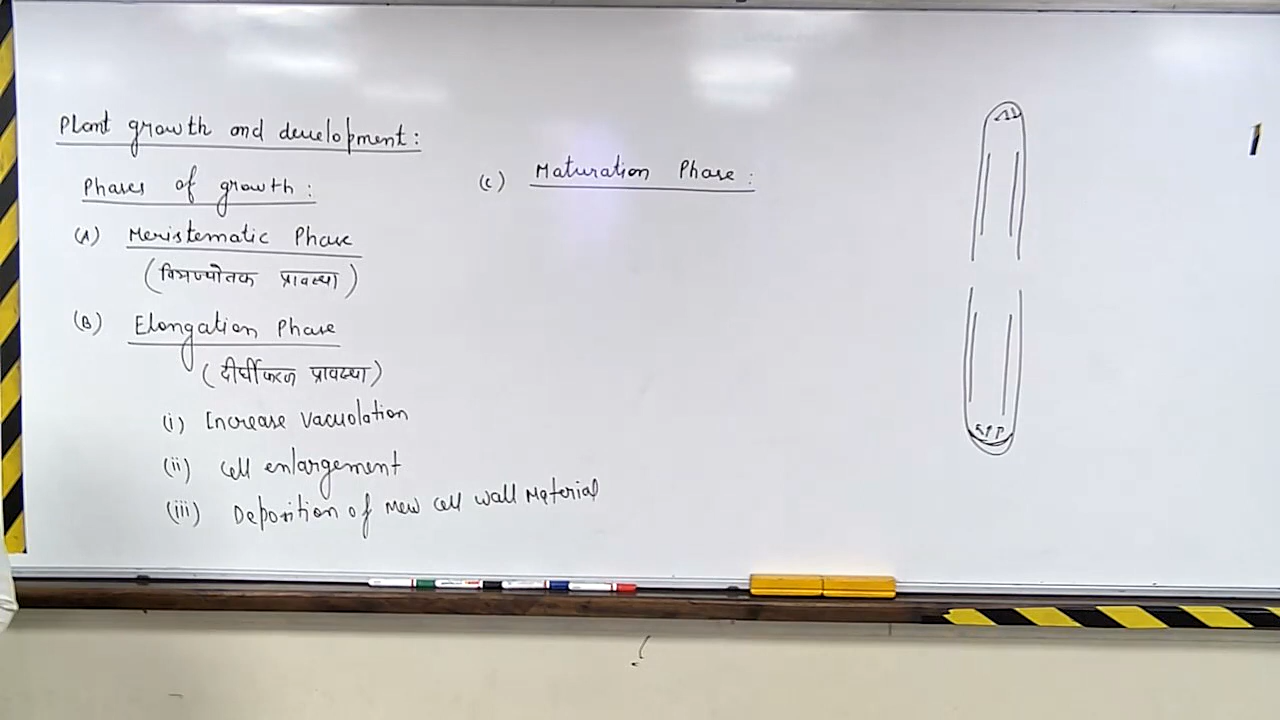 Plant growth and development:
Phases of growth:
(A) Meristematic Phase
(विभज्योतक प्रावस्था)
(B) Elongation Phase
(दीर्घीकरण प्रावस्था)
(i) Increase vacuolation
(ii) Cell enlargement
(iii) Deposition of new cell wall Material
(C) Maturation Phase: